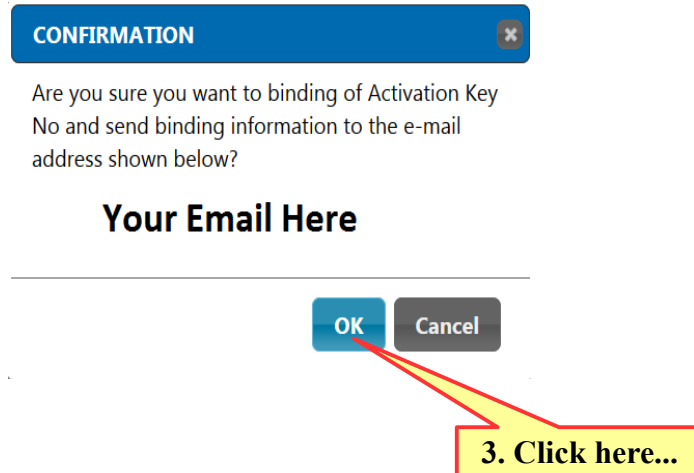 CONFIRMATION
Are you sure you want to binding of Activation Key
No and send binding information to the e-mail
address shown below?
Your Email Here
OK Cancel
3. Click here...